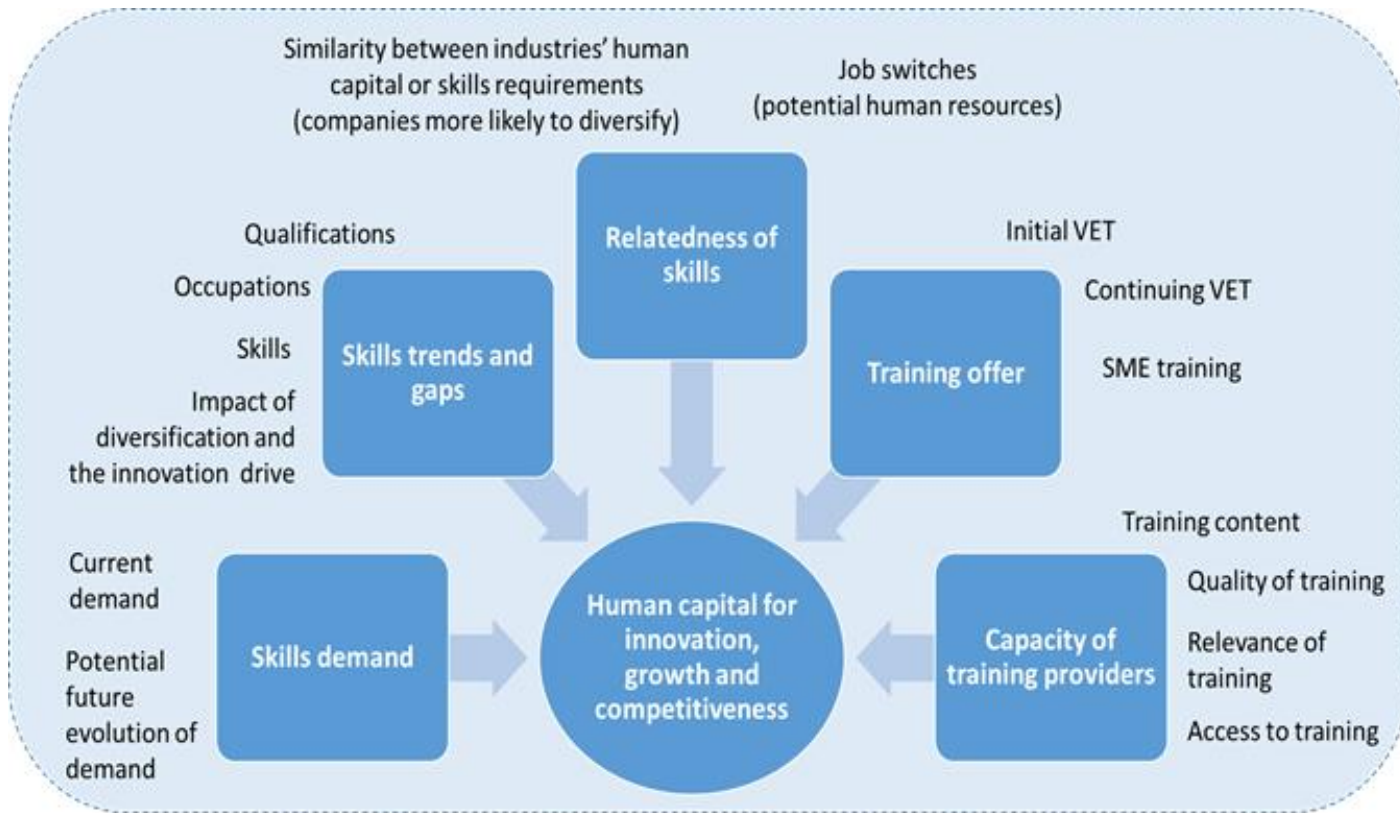 Similarity between industries’ human
capital or skills requirements
(companies more likely to diversify)
Job switches
(potential human resources)
Relatedness of
skills
Qualifications
Occupations
Skills
Impact of
diversification and
the innovation drive
Skills trends and
gaps
Initial VET
Continuing VET
SME training
Training offer
Current
demand
Potential
future
evolution of
demand
Skills demand
Human capital for
innovation,
growth and
competitiveness
Training content
Quality of training
Relevance of
training
Access to training
Capacity of
training providers